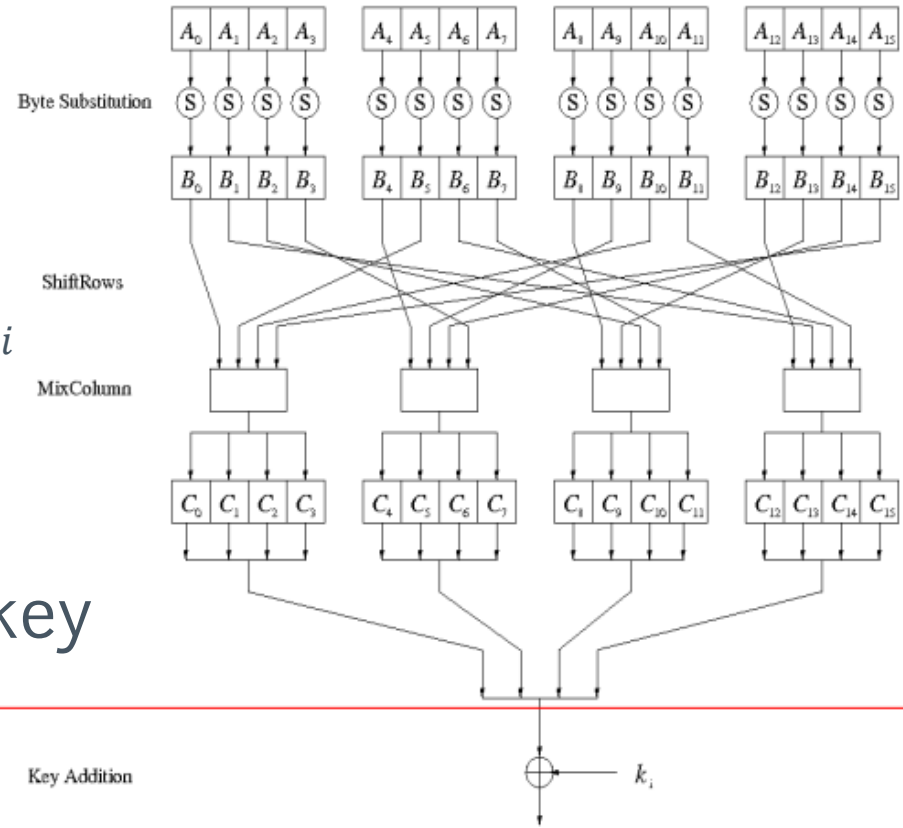 A₀ A₁ A₂ A₃ A₄ A₅ A₆ A₇ A₈ A₉ A₁₀ A₁₁ A₁₂ A₁₃ A₁₄ A₁₅
Byte Substitution S S S S S S S S S S S S S S S S
B₀ B₁ B₂ B₃ B₄ B₅ B₆ B₇ B₈ B₉ B₁₀ B₁₁ B₁₂ B₁₃ B₁₄ B₁₅
ShiftRows
i
MixColumn
C₀ C₁ C₂ C₃ C₄ C₅ C₆ C₇ C₈ C₉ C₁₀ C₁₁ C₁₂ C₁₃ C₁₄ C₁₅
key
Key Addition kᵢ